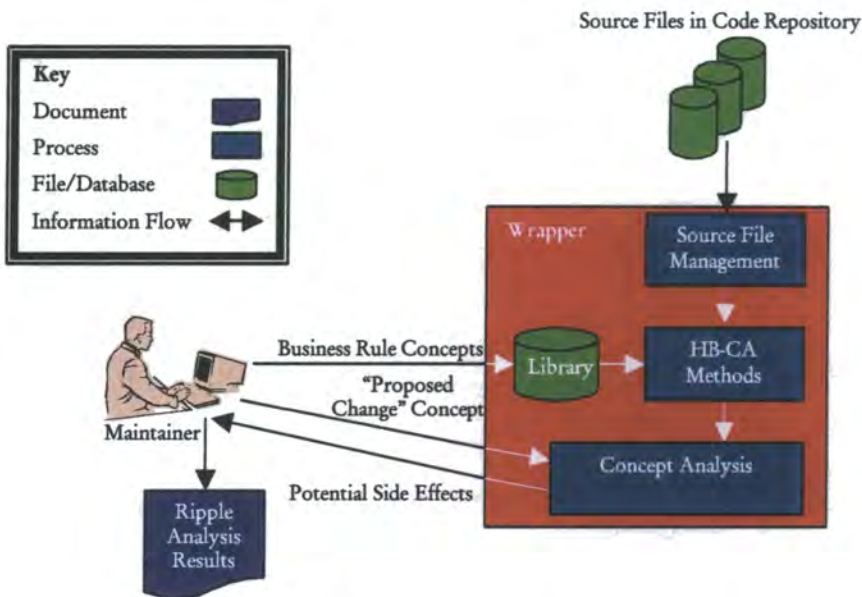 Source Files in Code Repository
Key
Document
Process
File/Database
Information Flow
Wrapper
Source File
Management
Business Rule Concepts
Library
HB-CA
Methods
"Proposed
Change" Concept
Maintainer
Concept Analysis
Potential Side Effects
Ripple
Analysis
Results